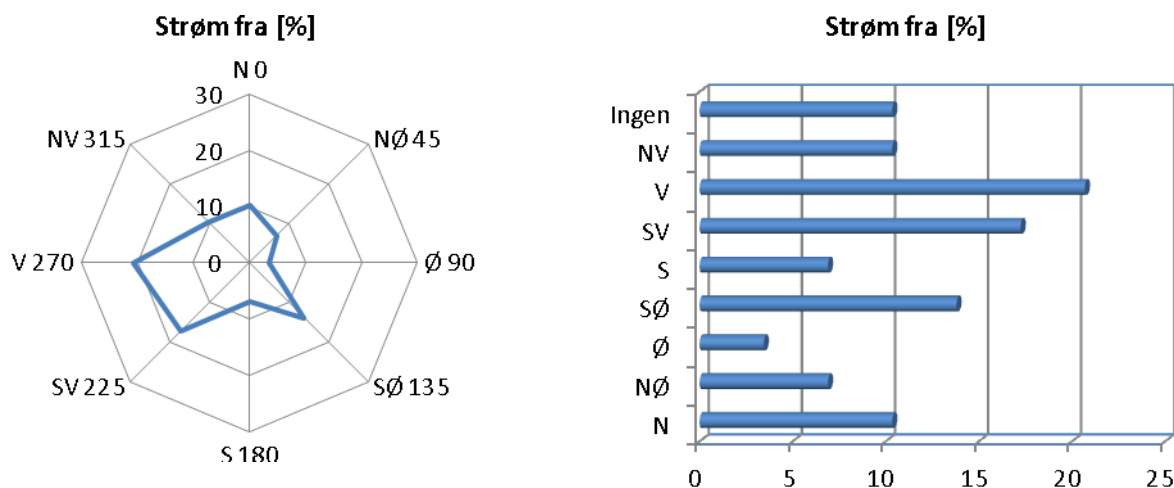 Strøm fra [%]
N 0
30
NV 315
NØ 45
20
10
V 270
0
Ø 90
SV 225
SØ 135
S 180
Strøm fra [%]
Ingen
NV
V
SV
S
SØ
Ø
NØ
N
0 5 10 15 20 25